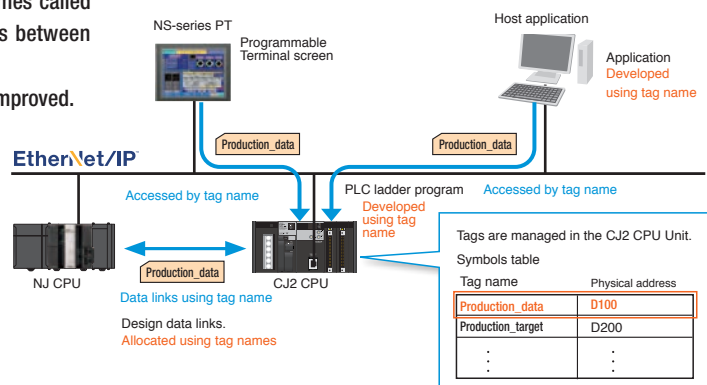 mes called
s between
mproved.
NS-series PT
Programmable
Terminal screen
Host application
Application
Developed
using tag name
Production_data
Production_data
EtherNet/IP
Accessed by tag name
PLC ladder program
Developed
using tag
name
Accessed by tag name
NJ CPU
Production_data
CJ2 CPU
Data links using tag name
Design data links.
Allocated using tag names
Tags are managed in the CJ2 CPU Unit.
Symbols table
Tag name Physical address
Production_data D100
Production_target D200